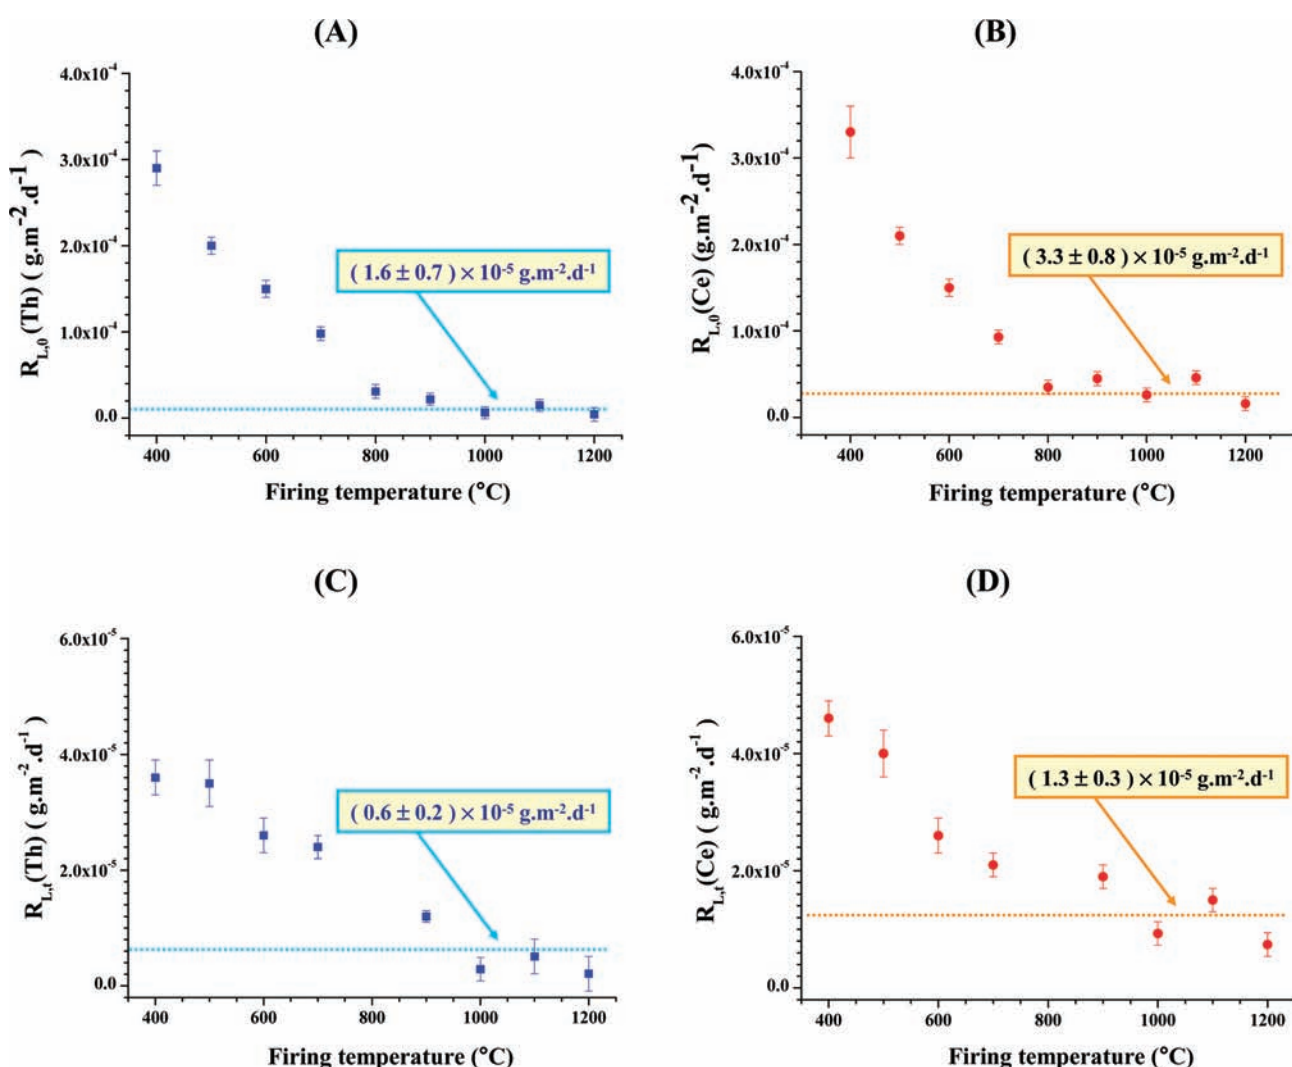 (A)
R_L,0(Th) ( g.m⁻².d⁻¹ )
4.0x10⁻⁴
3.0x10⁻⁴
2.0x10⁻⁴
1.0x10⁻⁴
0.0
( 1.6 ± 0.7 ) × 10⁻⁵ g.m⁻².d⁻¹
400 600 800 1000 1200
Firing temperature (°C)
(B)
R_L,0(Ce) (g.m⁻².d⁻¹)
4.0x10⁻⁴
3.0x10⁻⁴
2.0x10⁻⁴
1.0x10⁻⁴
0.0
( 3.3 ± 0.8 ) × 10⁻⁵ g.m⁻².d⁻¹
400 600 800 1000 1200
Firing temperature (°C)
(C)
R_L,t(Th) ( g.m⁻².d⁻¹ )
6.0x10⁻⁵
4.0x10⁻⁵
2.0x10⁻⁵
0.0
( 0.6 ± 0.2 ) × 10⁻⁵ g.m⁻².d⁻¹
400 600 800 1000 1200
Firing temperature (°C)
(D)
R_L,t(Ce) ( g.m⁻².d⁻¹ )
6.0x10⁻⁵
4.0x10⁻⁵
2.0x10⁻⁵
0.0
( 1.3 ± 0.3 ) × 10⁻⁵ g.m⁻².d⁻¹
400 600 800 1000 1200
Firing temperature (°C)